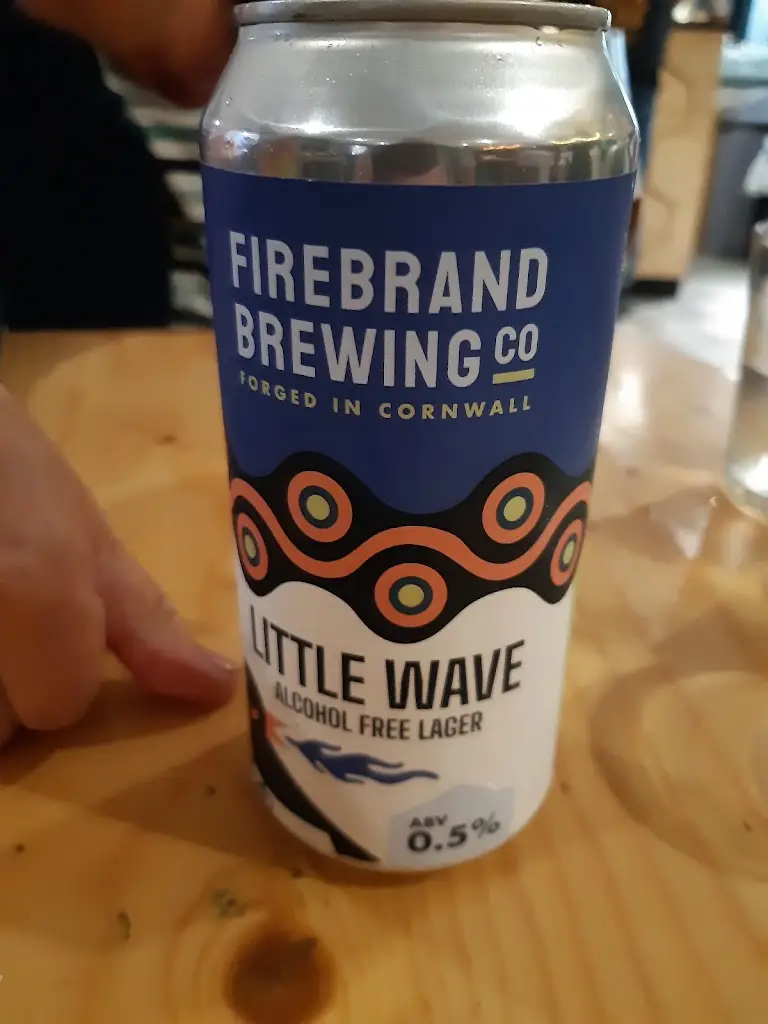 FIREBRAND
BREWING CO
FORGED IN CORNWALL
LITTLE WAVE
ALCOHOL FREE LAGER
ABV
0.5%